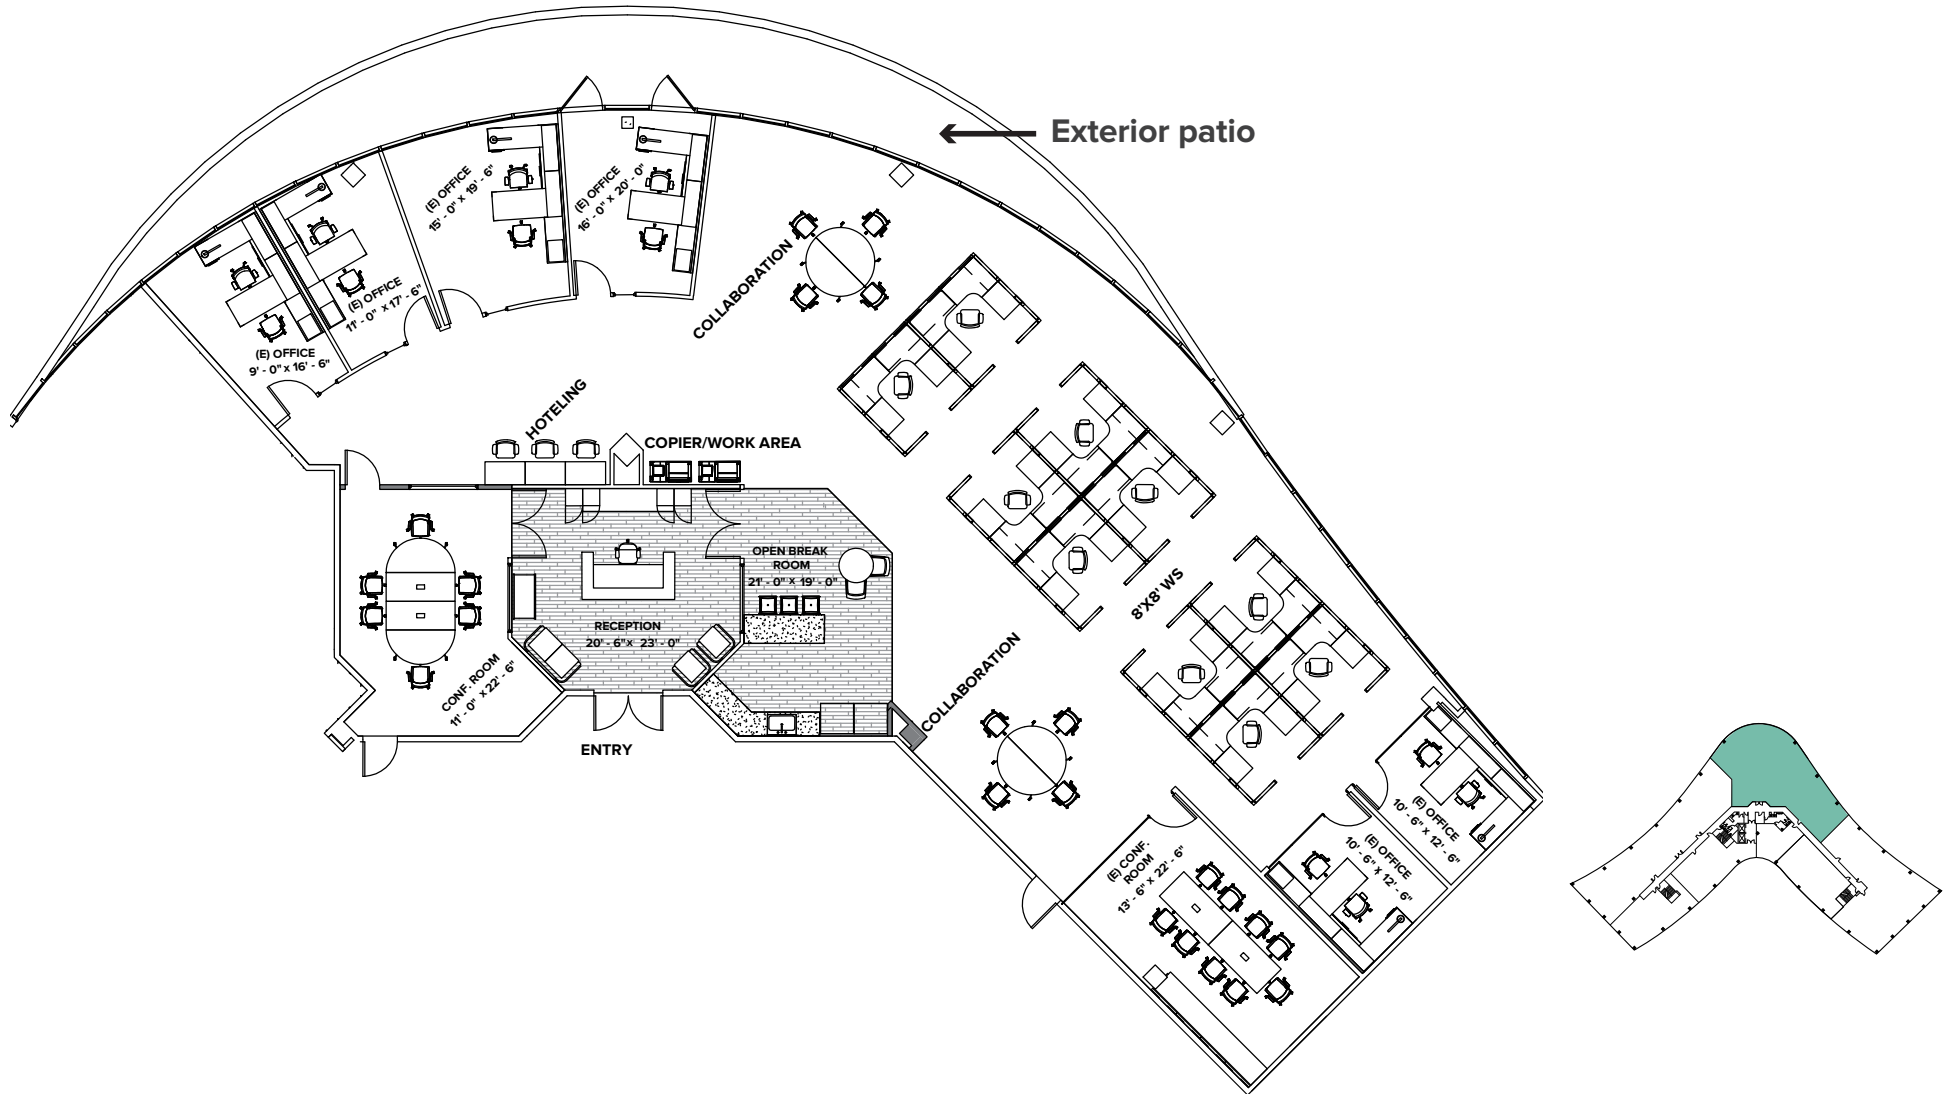 Exterior patio
(E) OFFICE
15' - 0" x 19' - 6"
(E) OFFICE
16' - 0" x 20' - 0"
(E) OFFICE
11' - 0" x 17' - 6"
(E) OFFICE
9' - 0" x 16' - 6"
COLLABORATION
HOTELING
COPIER/WORK AREA
OPEN BREAK
ROOM
21' - 0" x 19' - 0"
RECEPTION
20' - 6" x 23' - 0"
CONF. ROOM
11' - 0" x 22' - 6"
ENTRY
8'X8' WS
COLLABORATION
(E) CONF.
ROOM
13' - 6" x 22' - 6"
(E) OFFICE
10' - 6" x 12' - 6"
(E) OFFICE
10' - 6" x 12' - 6"